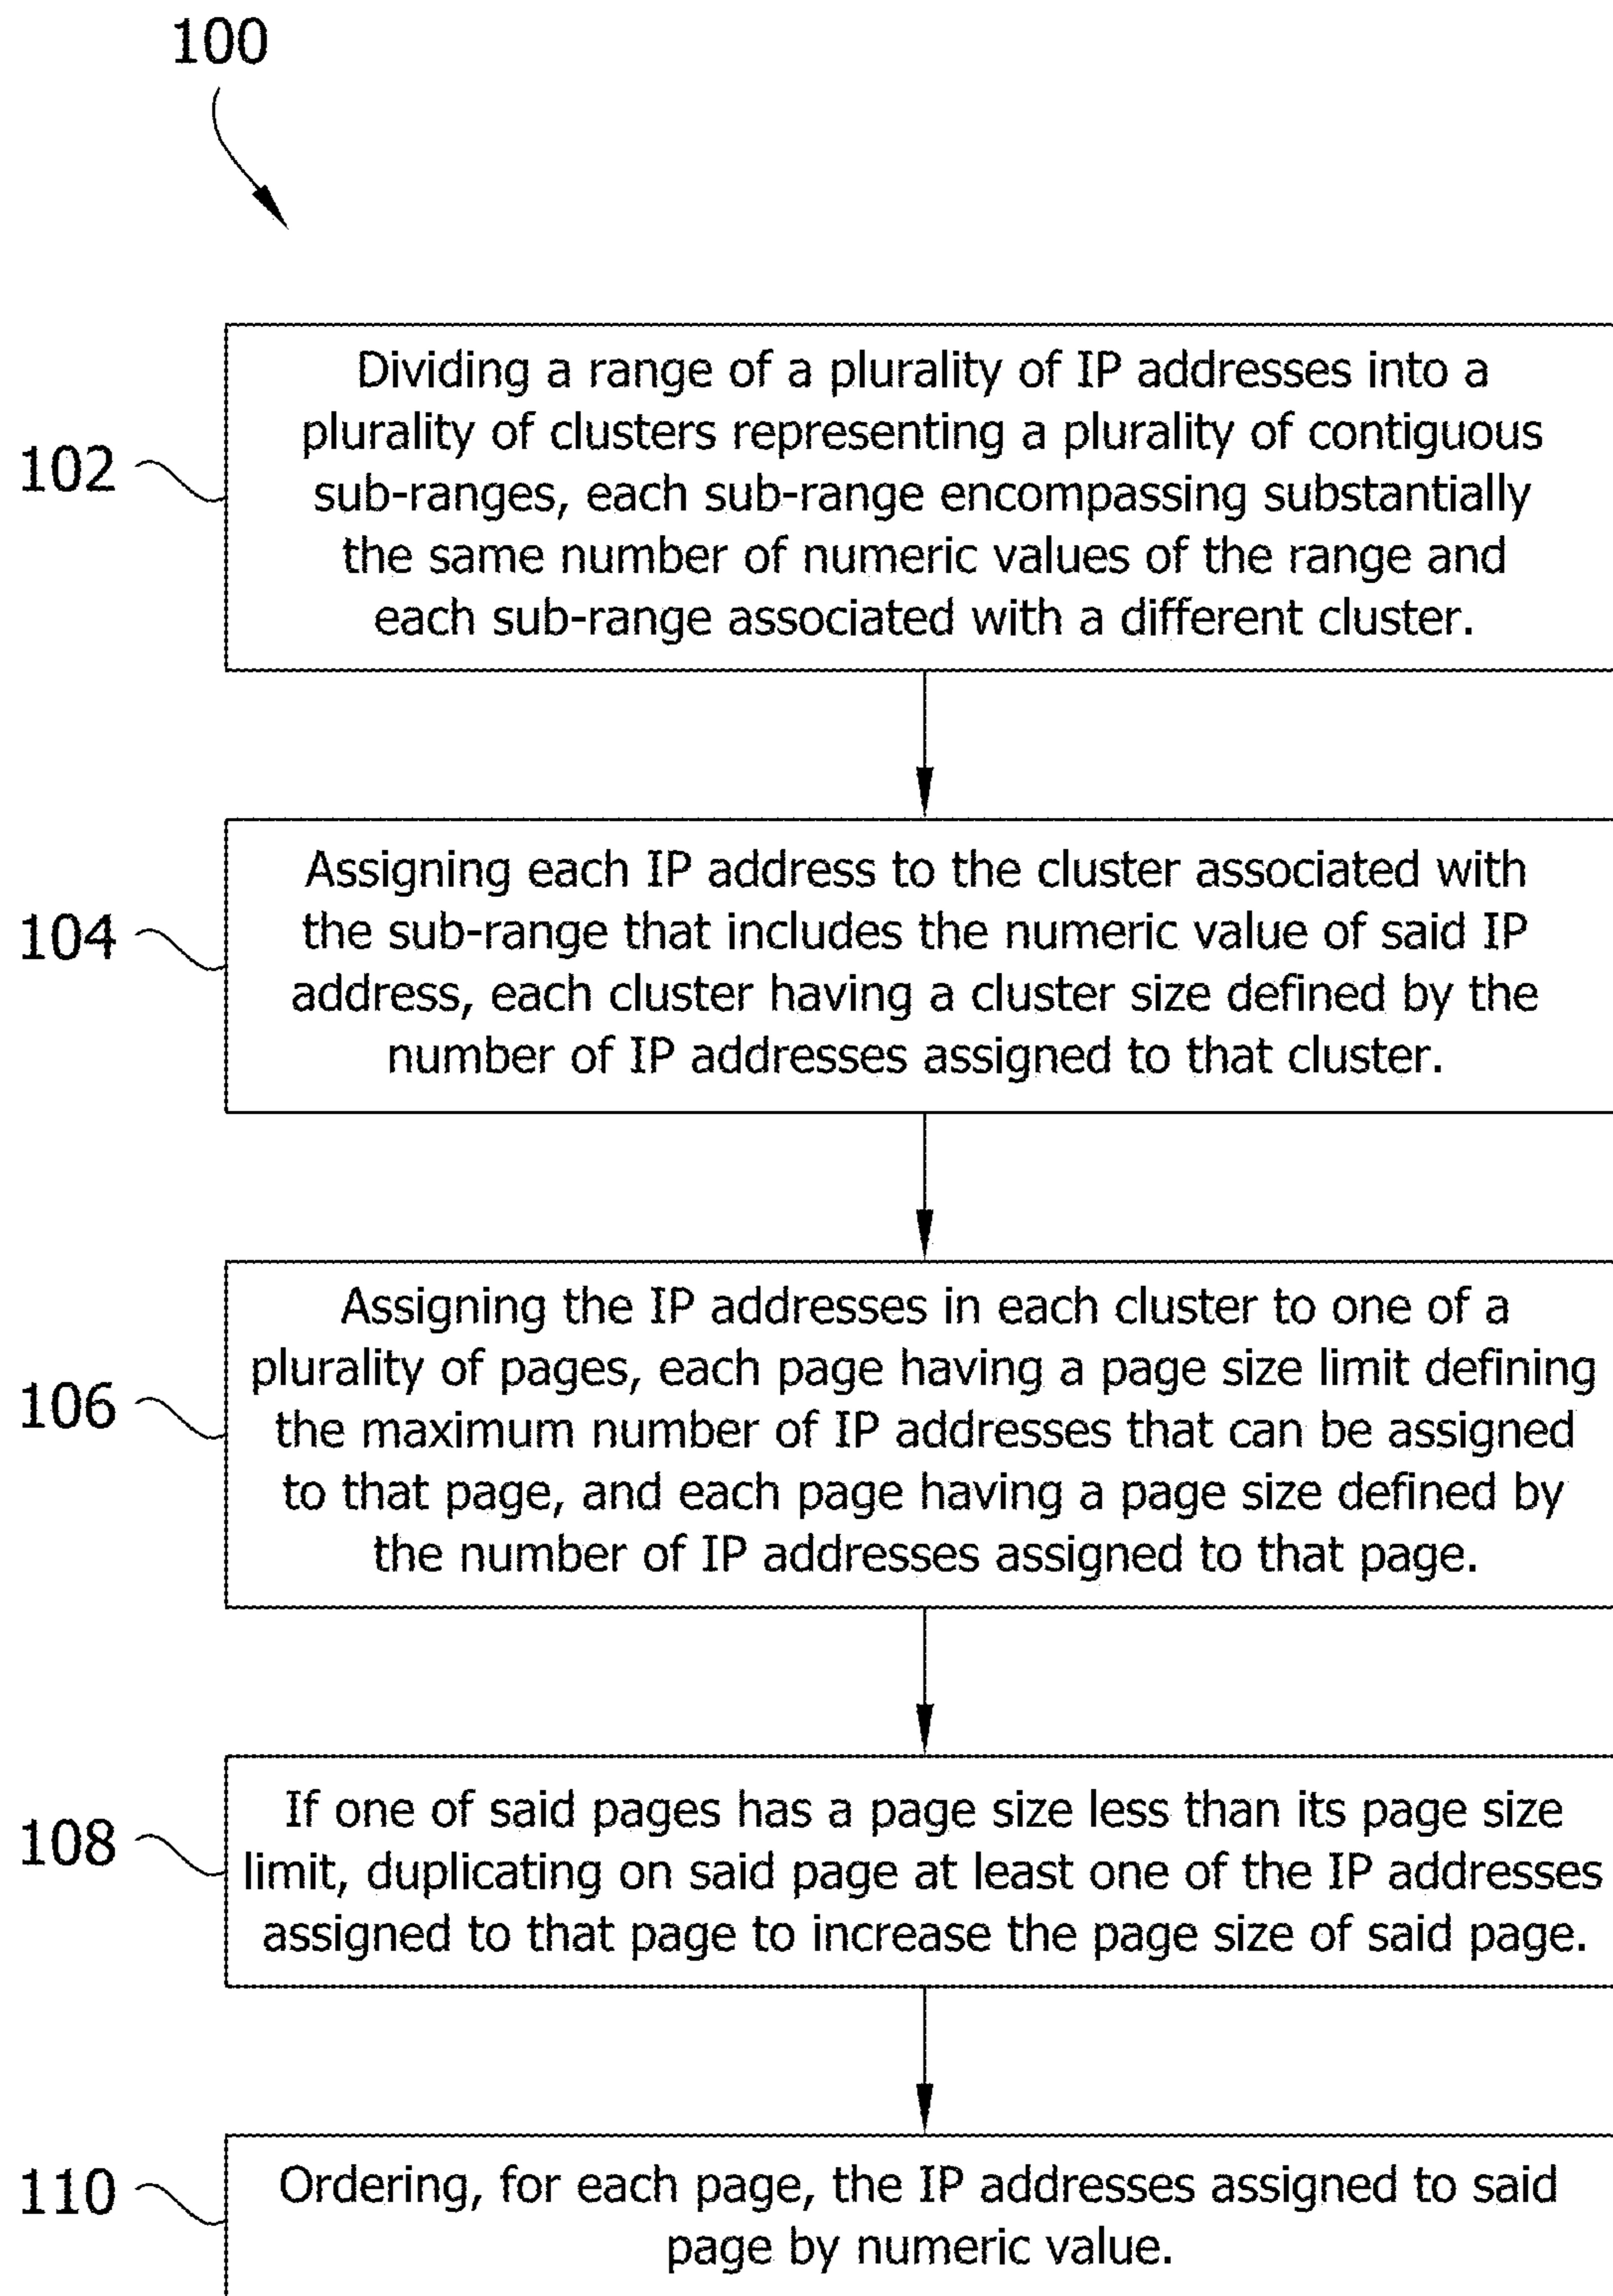 100
102
Dividing a range of a plurality of IP addresses into a
plurality of clusters representing a plurality of contiguous
sub-ranges, each sub-range encompassing substantially
the same number of numeric values of the range and
each sub-range associated with a different cluster.
104
Assigning each IP address to the cluster associated with
the sub-range that includes the numeric value of said IP
address, each cluster having a cluster size defined by the
number of IP addresses assigned to that cluster.
106
Assigning the IP addresses in each cluster to one of a
plurality of pages, each page having a page size limit defining
the maximum number of IP addresses that can be assigned
to that page, and each page having a page size defined by
the number of IP addresses assigned to that page.
108
If one of said pages has a page size less than its page size
limit, duplicating on said page at least one of the IP addresses
assigned to that page to increase the page size of said page.
110
Ordering, for each page, the IP addresses assigned to said
page by numeric value.